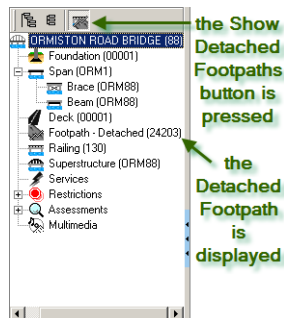 the Show
Detached
Footpaths
button is
pressed
ORMISTON ROAD BRIDGE (88)
Foundation (00001)
Span (ORM1)
Brace (ORM88)
Beam (ORM88)
Deck (00001)
Footpath - Detached (24203)
Railing (130)
Superstructure (ORM88)
Services
Restrictions
Assessments
Multimedia
the
Detached
Footpath
is
displayed